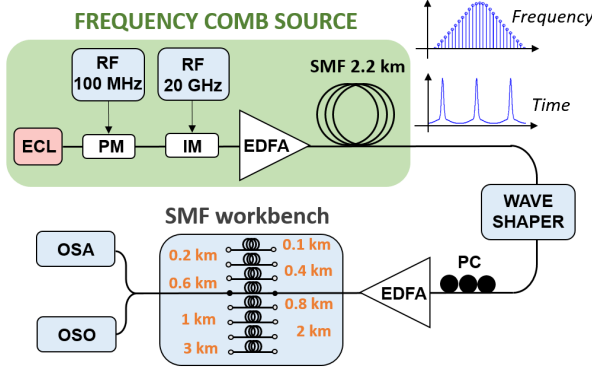 FREQUENCY COMB SOURCE
Frequency
RF
100 MHz
RF
20 GHz
SMF 2.2 km
Time
ECL
PM
IM
EDFA
WAVE
SHAPER
SMF workbench
OSA
0.2 km
0.1 km
0.6 km
0.4 km
PC
EDFA
0.8 km
1 km
2 km
3 km
OSO